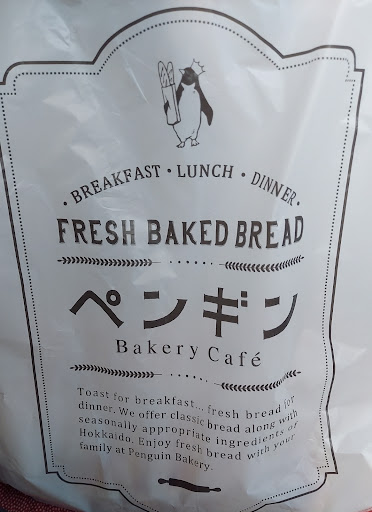 · BREAKFAST · LUNCH · DINNER ·
FRESH BAKED BREAD
ペンギン
Bakery Café
Toast for breakfast... fresh bread for
dinner. We offer classic bread along with
seasonally appropriate ingredients of
Hokkaido. Enjoy fresh bread with your
family at Penguin Bakery.